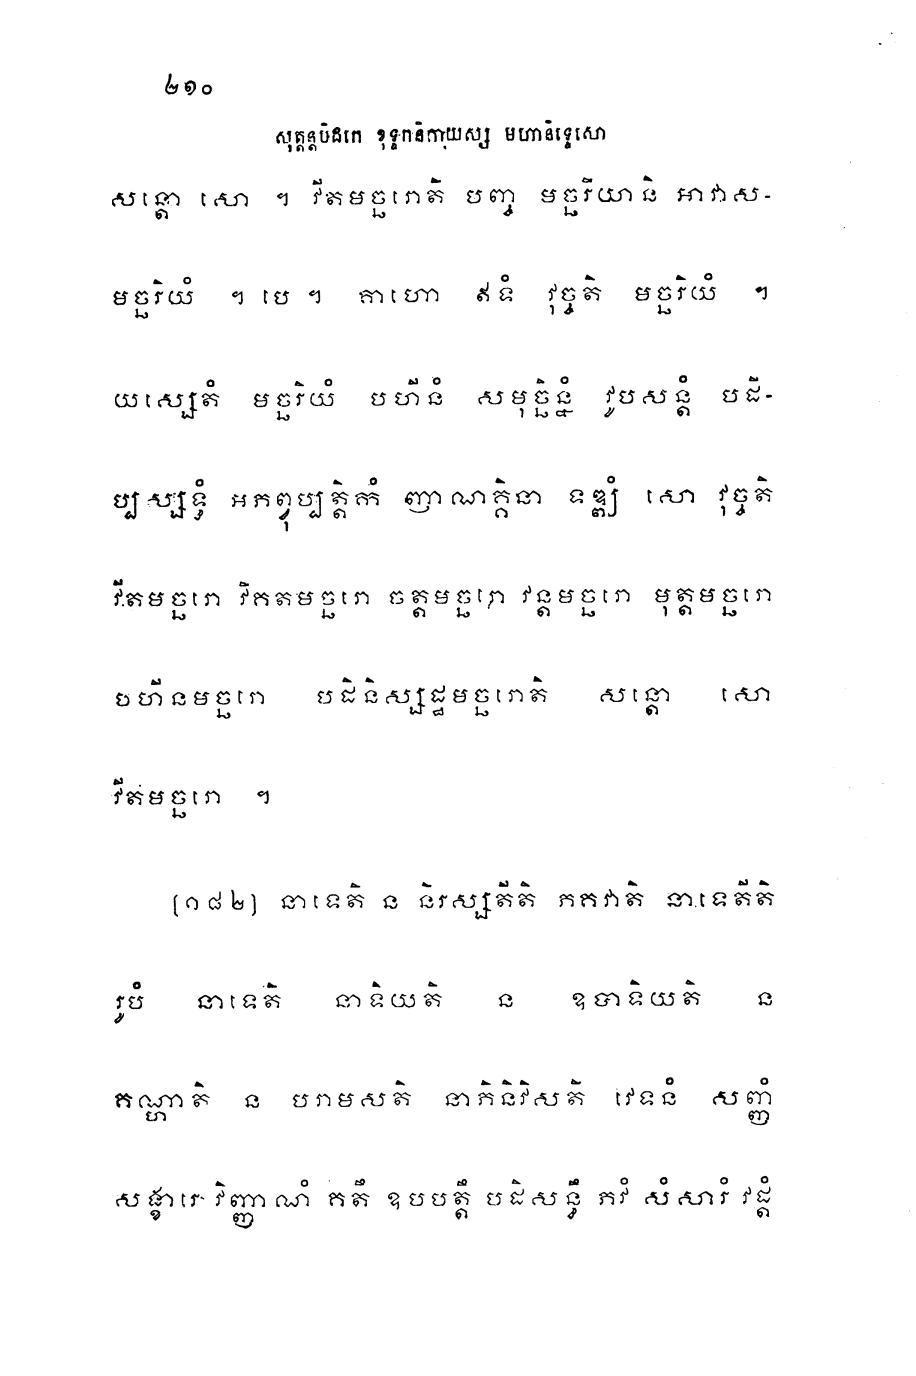 ២១០
សុត្តន្តបិដកេ ខុទ្ទកនិកាយស្ស មហានិទ្ទេសោ
សន្តោ សោ ។ វីតមច្ឆរោតិ បញ្ច មច្ឆរិយានិ អាវាស-
មច្ឆរិយំ ។ បេ ។ គាហោ ឥទំ វុច្ចតិ មច្ឆរិយំ ។
យស្សេតំ មច្ឆរិយំ បហីនំ សមុច្ឆិន្នំ វូបសន្តំ បដិ-
ប្បស្សទ្ធំ អភព្វុប្បត្តិកំ ញាណគ្គិនា ទឌ្ឍំ សោ វុច្ចតិ
វីតមច្ឆរោ វិគតមច្ឆរោ ចត្តមច្ឆរោ វន្តមច្ឆរោ មុត្តមច្ឆរោ
បហីនមច្ឆរោ បដិនិស្សដ្ឋមច្ឆរោតិ សន្តោ សោ
វីតមច្ឆរោ ។
[១៨២] នាទេតិ ន និរស្សតីតិ ភគវាតិ នាទេតីតិ
រូបំ នាទេតិ នាទិយតិ ន ឧបាទិយតិ ន
គណ្ហាតិ ន បរាមសតិ នាភិនិវិសតិ វេទនំ សញ្ញំ
សង្ខារេ វិញ្ញាណំ គតឹ ឧបបត្តឹ បដិសន្ធឹ ភវំ សំសារំ វដ្តំ